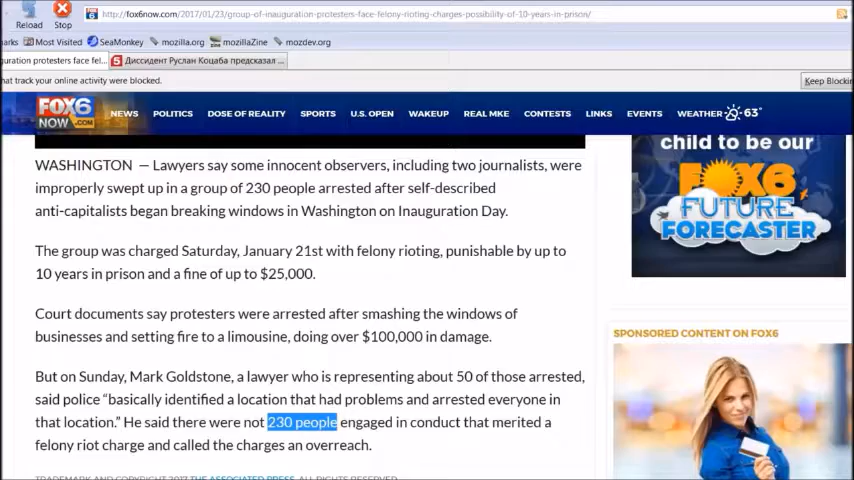 Reload
Stop
http://fox6now.com/2017/01/23/group-of-inauguration-protesters-face-felony-rioting-charges-possibility-of-10-years-in-prison/
marks Most Visited SeaMonkey mozilla.org mozillaZine mozdev.org
guration protesters face fel...
Диссидент Руслан Коцаба предсказал ...
hat track your online activity were blocked.
Keep Blockin
FOX6 NOW.COM
NEWS POLITICS DOSE OF REALITY SPORTS U.S. OPEN WAKEUP REAL MKE CONTESTS LINKS EVENTS WEATHER 63°
WASHINGTON — Lawyers say some innocent observers, including two journalists, were
improperly swept up in a group of 230 people arrested after self-described
anti-capitalists began breaking windows in Washington on Inauguration Day.
The group was charged Saturday, January 21st with felony rioting, punishable by up to
10 years in prison and a fine of up to $25,000.
Court documents say protesters were arrested after smashing the windows of
businesses and setting fire to a limousine, doing over $100,000 in damage.
But on Sunday, Mark Goldstone, a lawyer who is representing about 50 of those arrested,
said police “basically identified a location that had problems and arrested everyone in
that location.” He said there were not 230 people engaged in conduct that merited a
felony riot charge and called the charges an overreach.
TRADEMARK AND COPYRIGHT 2017 THE ASSOCIATED PRESS. ALL RIGHTS RESERVED.
child to be our
FOX6
FUTURE
FORECASTER
SPONSORED CONTENT ON FOX6